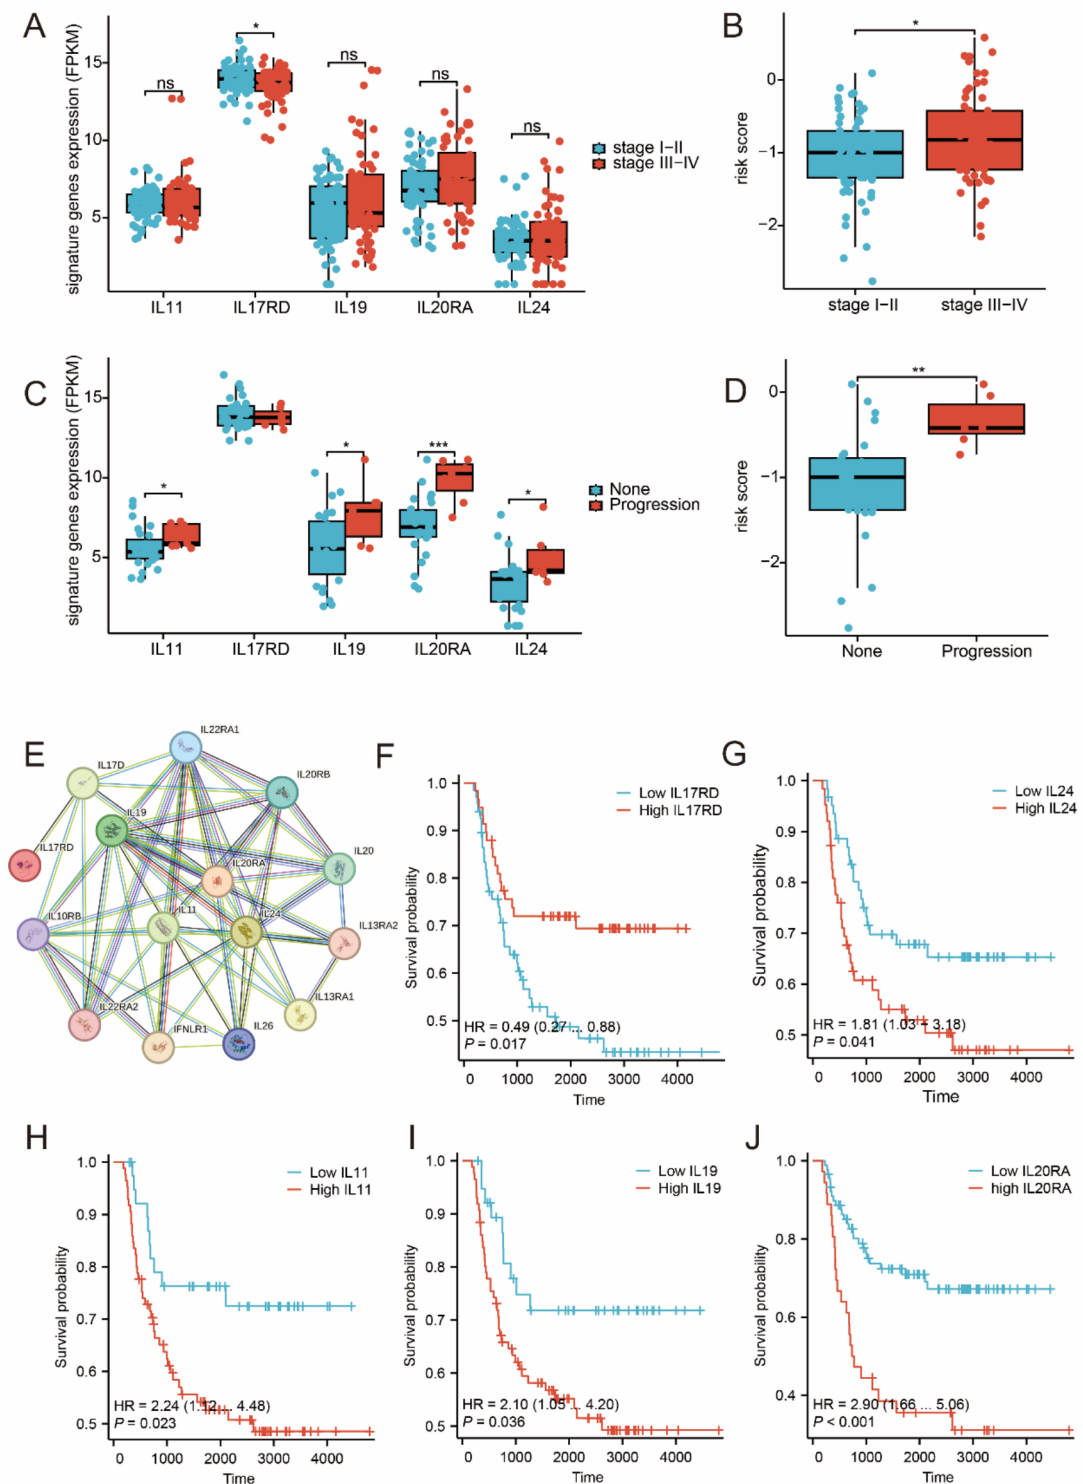 A
signature genes expression (FPKM)
15
10
5
ns
*
ns
ns
ns
IL11
IL17RD
IL19
IL20RA
IL24
stage I−II
stage III−IV
B
risk score
0
−1
−2
*
stage I−II
stage III−IV
C
signature genes expression (FPKM)
15
10
5
*
*
***
*
IL11
IL17RD
IL19
IL20RA
IL24
None
Progression
D
risk score
0
−1
−2
**
None
Progression
E
IL22RA1
IL17D
IL20RB
IL19
IL17RD
IL20RA
IL20
IL10RB
IL11
IL24
IL13RA2
IL22RA2
IFNLR1
IL26
IL13RA1
F
Survival probability
1.0
0.9
0.8
0.7
0.6
0.5
Low IL17RD
High IL17RD
HR = 0.49 (0.27 ... 0.88)
P = 0.017
0
1000
2000
3000
4000
Time
G
Survival probability
1.0
0.9
0.8
0.7
0.6
0.5
Low IL24
High IL24
HR = 1.81 (1.03 − 3.18)
P = 0.041
0
1000
2000
3000
4000
Time
H
Survival probability
1.0
0.9
0.8
0.7
0.6
0.5
Low IL11
High IL11
HR = 2.24 (1.12 ... 4.48)
P = 0.023
0
1000
2000
3000
4000
Time
I
Survival probability
1.0
0.9
0.8
0.7
0.6
0.5
Low IL19
High IL19
HR = 2.10 (1.05 ... 4.20)
P = 0.036
0
1000
2000
3000
4000
Time
J
Survival probability
1.0
0.8
0.6
0.4
Low IL20RA
high IL20RA
HR = 2.90 (1.66 ... 5.06)
P < 0.001
0
1000
2000
3000
4000
Time